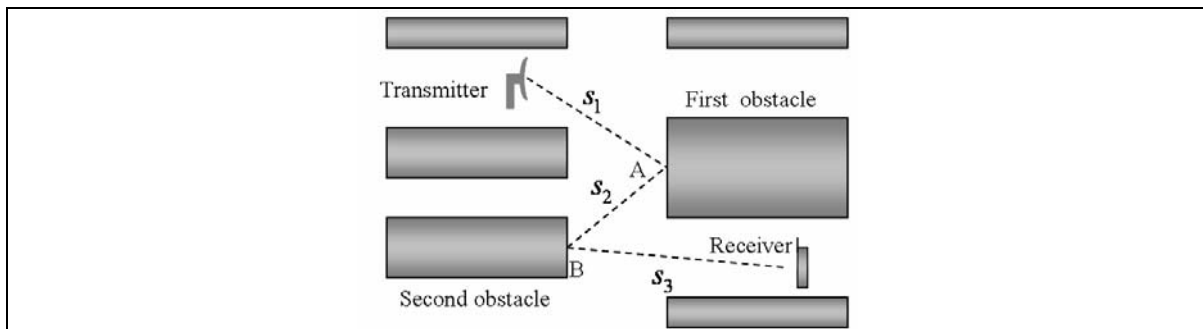 Transmitter
s1
First obstacle
A
s2
Receiver
B
s3
Second obstacle